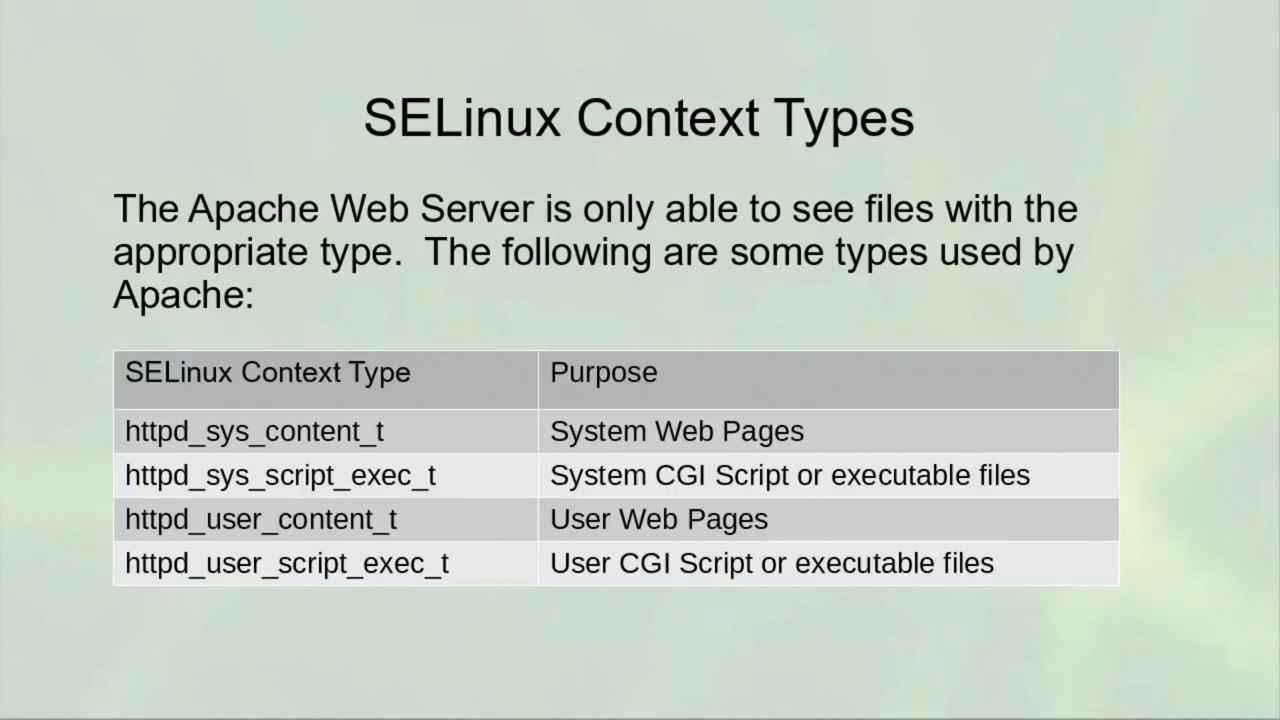 SELinux Context Types
The Apache Web Server is only able to see files with the
appropriate type.  The following are some types used by
Apache:
SELinux Context Type Purpose
httpd_sys_content_t System Web Pages
httpd_sys_script_exec_t System CGI Script or executable files
httpd_user_content_t User Web Pages
httpd_user_script_exec_t User CGI Script or executable files